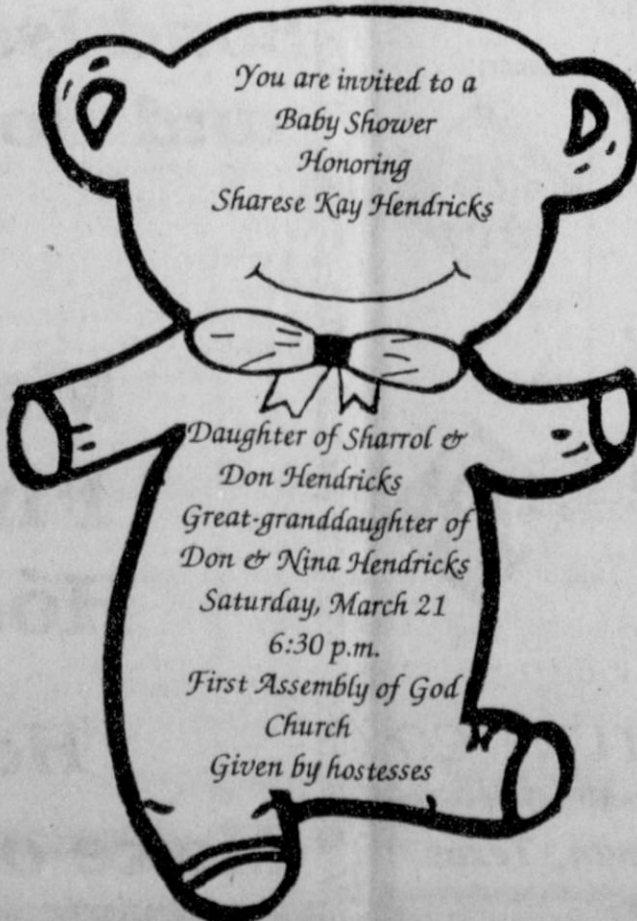 You are invited to a
Baby Shower
Honoring
Sharese Kay Hendricks
Daughter of Sharrol &
Don Hendricks
Great-granddaughter of
Don & Nina Hendricks
Saturday, March 21
6:30 p.m.
First Assembly of God
Church
Given by hostesses